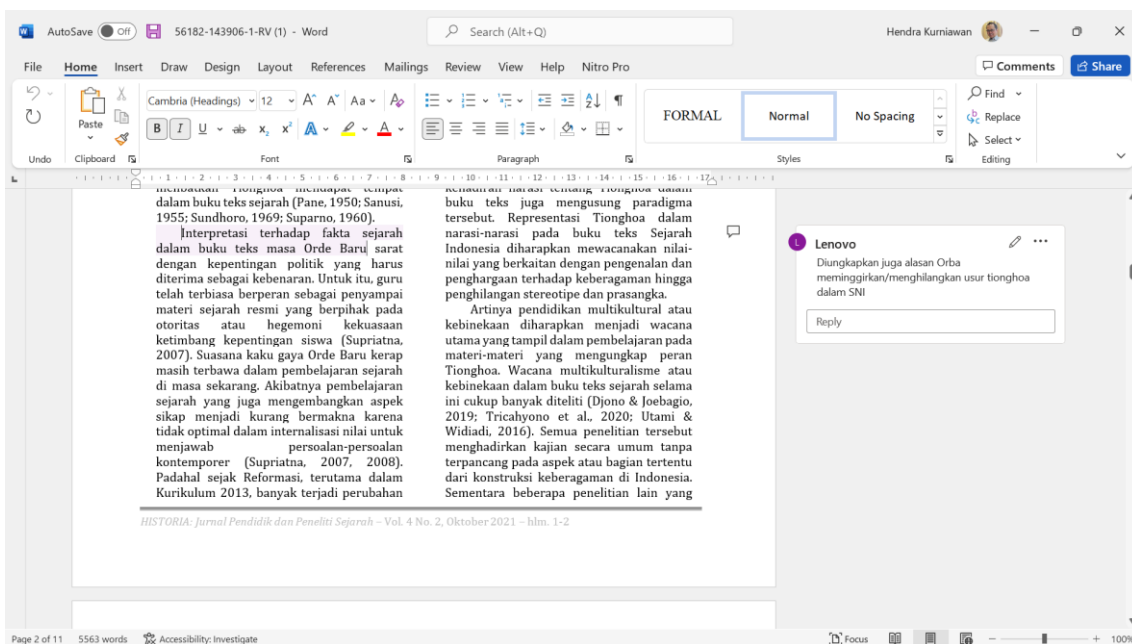 AutoSave Off 56182-143906-1-RV (1) - Word Search (Alt+Q) Hendra Kurniawan
File Home Insert Draw Design Layout References Mailings Review View Help Nitro Pro Comments Share
Paste
Cambria (Headings) 12
FORMAL Normal No Spacing
Find
Replace
Select
Undo Clipboard Font Paragraph Styles Editing
dalam buku teks sejarah (Pane, 1950; Sanusi,
1955; Sundhoro, 1969; Suparno, 1960).
Interpretasi terhadap fakta sejarah
dalam buku teks masa Orde Baru sarat
dengan kepentingan politik yang harus
diterima sebagai kebenaran. Untuk itu, guru
telah terbiasa berperan sebagai penyampai
materi sejarah resmi yang berpihak pada
otoritas atau hegemoni kekuasaan
ketimbang kepentingan siswa (Supriatna,
2007). Suasana kaku gaya Orde Baru kerap
masih terbawa dalam pembelajaran sejarah
di masa sekarang. Akibatnya pembelajaran
sejarah yang juga mengembangkan aspek
sikap menjadi kurang bermakna karena
tidak optimal dalam internalisasi nilai untuk
menjawab persoalan-persoalan
kontemporer (Supriatna, 2007, 2008).
Padahal sejak Reformasi, terutama dalam
Kurikulum 2013, banyak terjadi perubahan
buku teks juga mengusung paradigma
tersebut. Representasi Tionghoa dalam
narasi-narasi pada buku teks Sejarah
Indonesia diharapkan mewacanakan nilai-
nilai yang berkaitan dengan pengenalan dan
penghargaan terhadap keberagaman hingga
penghilangan stereotipe dan prasangka.
Artinya pendidikan multikultural atau
kebinekaan diharapkan menjadi wacana
utama yang tampil dalam pembelajaran pada
materi-materi yang mengungkap peran
Tionghoa. Wacana multikulturalisme atau
kebinekaan dalam buku teks sejarah selama
ini cukup banyak diteliti (Djono & Joebagio,
2019; Tricahyono et al., 2020; Utami &
Widiadi, 2016). Semua penelitian tersebut
menghadirkan kajian secara umum tanpa
terpancang pada aspek atau bagian tertentu
dari konstruksi keberagaman di Indonesia.
Sementara beberapa penelitian lain yang
HISTORIA: Jurnal Pendidik dan Peneliti Sejarah – Vol. 4 No. 2, Oktober 2021 – hlm. 1-2
L Lenovo
Diungkapkan juga alasan Orba
meminggirkan/menghilangkan usur tionghoa
dalam SNI
Reply
Page 2 of 11 5563 words Accessibility: Investigate Focus 100%